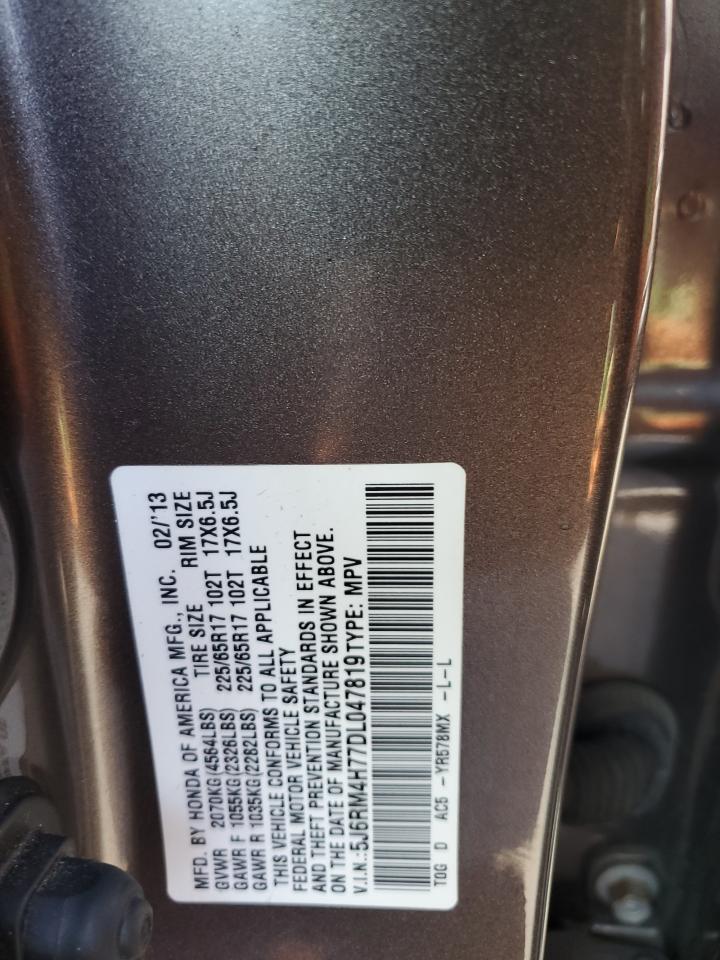 MFD. BY HONDA OF AMERICA MFG., INC. 02/'13
TIRE SIZE RIM SIZE
GVWR 2070KG(4564LBS)
GAWR F 1055KG(2326LBS) 225/65R17 102T 17X6.5J
GAWR R 1035KG(2282LBS) 225/65R17 102T 17X6.5J
THIS VEHICLE CONFORMS TO ALL APPLICABLE
FEDERAL MOTOR VEHICLE SAFETY
AND THEFT PREVENTION STANDARDS IN EFFECT
ON THE DATE OF MANUFACTURE SHOWN ABOVE.
V.I.N.:5J6RM4H77DL047819 TYPE: MPV
TOG D AC5 -YR578MX -L-L